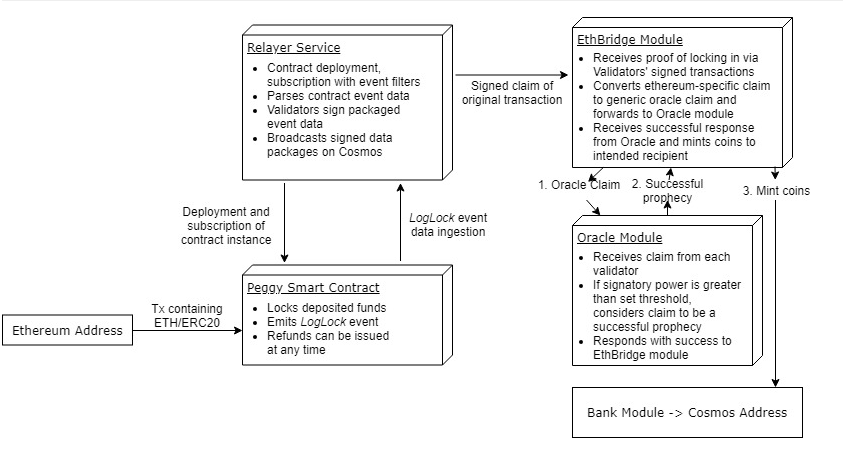 Relayer Service
• Contract deployment,
subscription with event filters
• Parses contract event data
• Validators sign packaged
event data
• Broadcasts signed data
packages on Cosmos
Signed claim of
original transaction
EthBridge Module
• Receives proof of locking in via
Validators' signed transactions
• Converts ethereum-specific claim
to generic oracle claim and
forwards to Oracle module
• Receives successful response
from Oracle and mints coins to
intended recipient
1. Oracle Claim
2. Successful
prophecy
3. Mint coins
Deployment and
subscription of
contract instance
LogLock event
data ingestion
Oracle Module
• Receives claim from each
validator
• If signatory power is greater
than set threshold,
considers claim to be a
successful prophecy
• Responds with success to
EthBridge module
Ethereum Address
Tx containing
ETH/ERC20
Peggy Smart Contract
• Locks deposited funds
• Emits LogLock event
• Refunds can be issued
at any time
Bank Module -> Cosmos Address